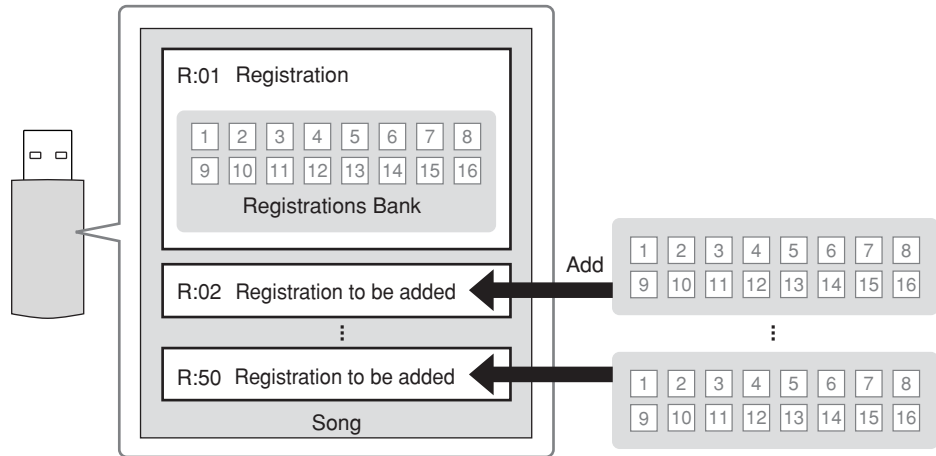 R:01 Registration
1 2 3 4 5 6 7 8
9 10 11 12 13 14 15 16
Registrations Bank
R:02 Registration to be added
Add
1 2 3 4 5 6 7 8
9 10 11 12 13 14 15 16
R:50 Registration to be added
1 2 3 4 5 6 7 8
9 10 11 12 13 14 15 16
Song